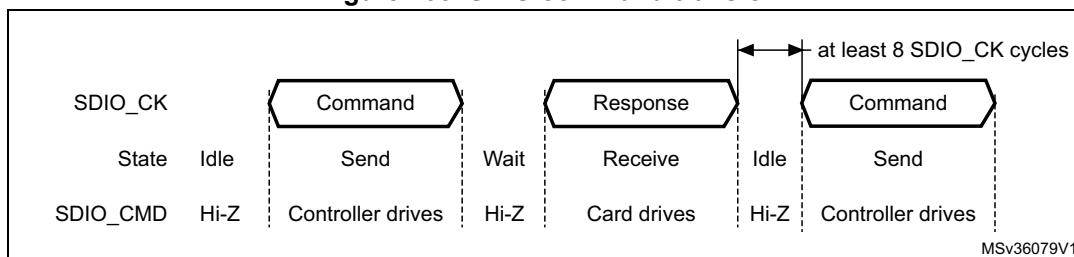 at least 8 SDIO_CK cycles
SDIO_CK Command Response Command
State Idle Send Wait Receive Idle Send
SDIO_CMD Hi-Z Controller drives Hi-Z Card drives Hi-Z Controller drives
MSv36079V1